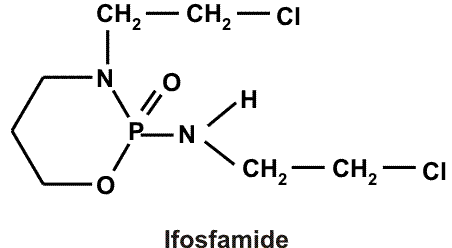 CH2 — CH2 — Cl
N
O
H
P
N
O
CH2 — CH2 — Cl
Ifosfamide